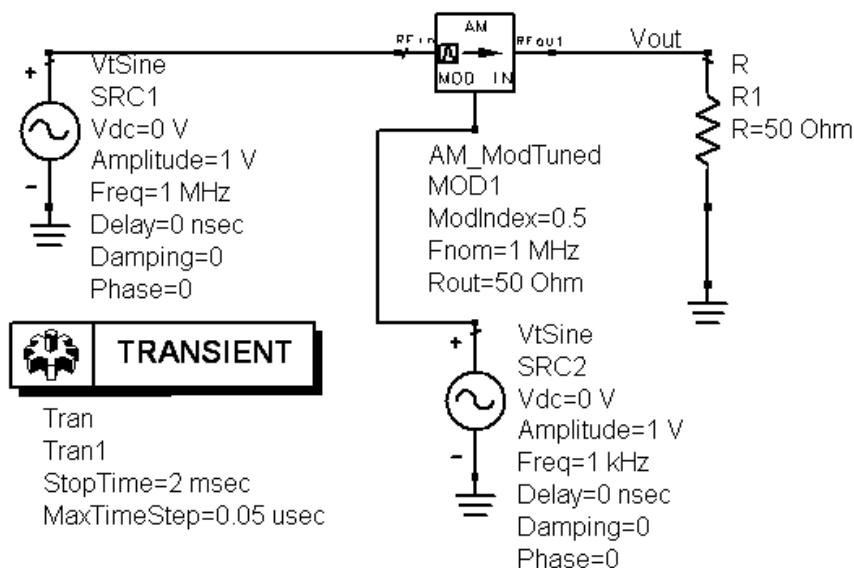 AM
RFin
RFOU1
Vout
MOD IN
VtSine
SRC1
Vdc=0 V
Amplitude=1 V
Freq=1 MHz
Delay=0 nsec
Damping=0
Phase=0
R
R1
R=50 Ohm
AM_ModTuned
MOD1
ModIndex=0.5
Fnom=1 MHz
Rout=50 Ohm
TRANSIENT
Tran
Tran1
StopTime=2 msec
MaxTimeStep=0.05 usec
VtSine
SRC2
Vdc=0 V
Amplitude=1 V
Freq=1 kHz
Delay=0 nsec
Damping=0
Phase=0